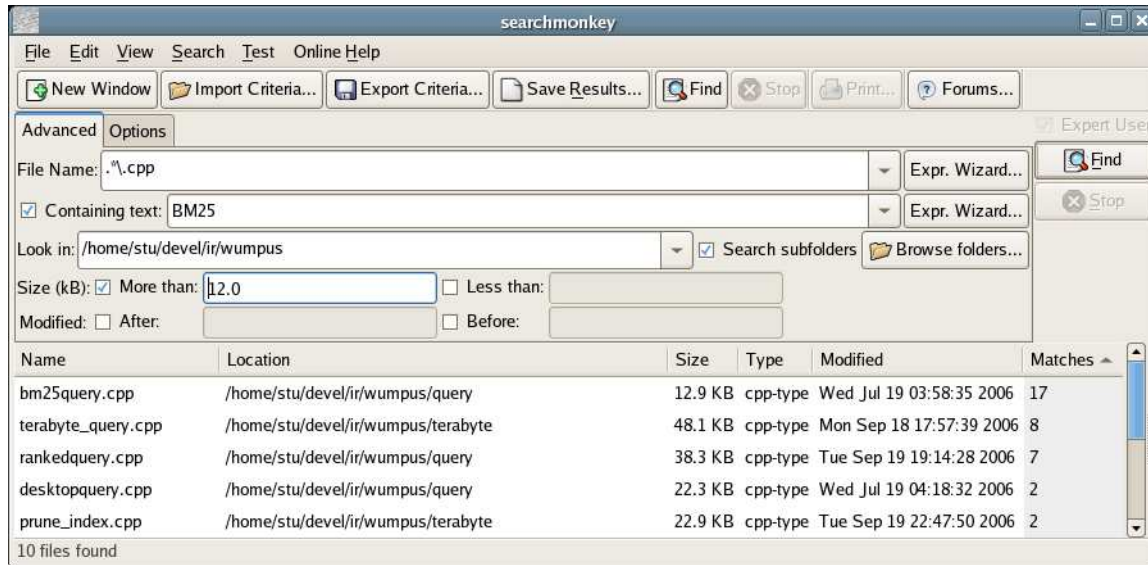 searchmonkey
File Edit View Search Test Online Help
New Window Import Criteria... Export Criteria... Save Results... Find Stop Print... Forums...
Advanced Options Expert User
File Name: .*\.cpp Expr. Wizard... Find
Containing text: BM25 Expr. Wizard... Stop
Look in: /home/stu/devel/ir/wumpus Search subfolders Browse folders...
Size (kB): More than: 12.0 Less than:
Modified: After: Before:
Name Location Size Type Modified Matches
bm25query.cpp /home/stu/devel/ir/wumpus/query 12.9 KB cpp-type Wed Jul 19 03:58:35 2006 17
terabyte_query.cpp /home/stu/devel/ir/wumpus/terabyte 48.1 KB cpp-type Mon Sep 18 17:57:39 2006 8
rankedquery.cpp /home/stu/devel/ir/wumpus/query 38.3 KB cpp-type Tue Sep 19 19:14:28 2006 7
desktopquery.cpp /home/stu/devel/ir/wumpus/query 22.3 KB cpp-type Wed Jul 19 04:18:32 2006 2
prune_index.cpp /home/stu/devel/ir/wumpus/terabyte 22.9 KB cpp-type Tue Sep 19 22:47:50 2006 2
10 files found